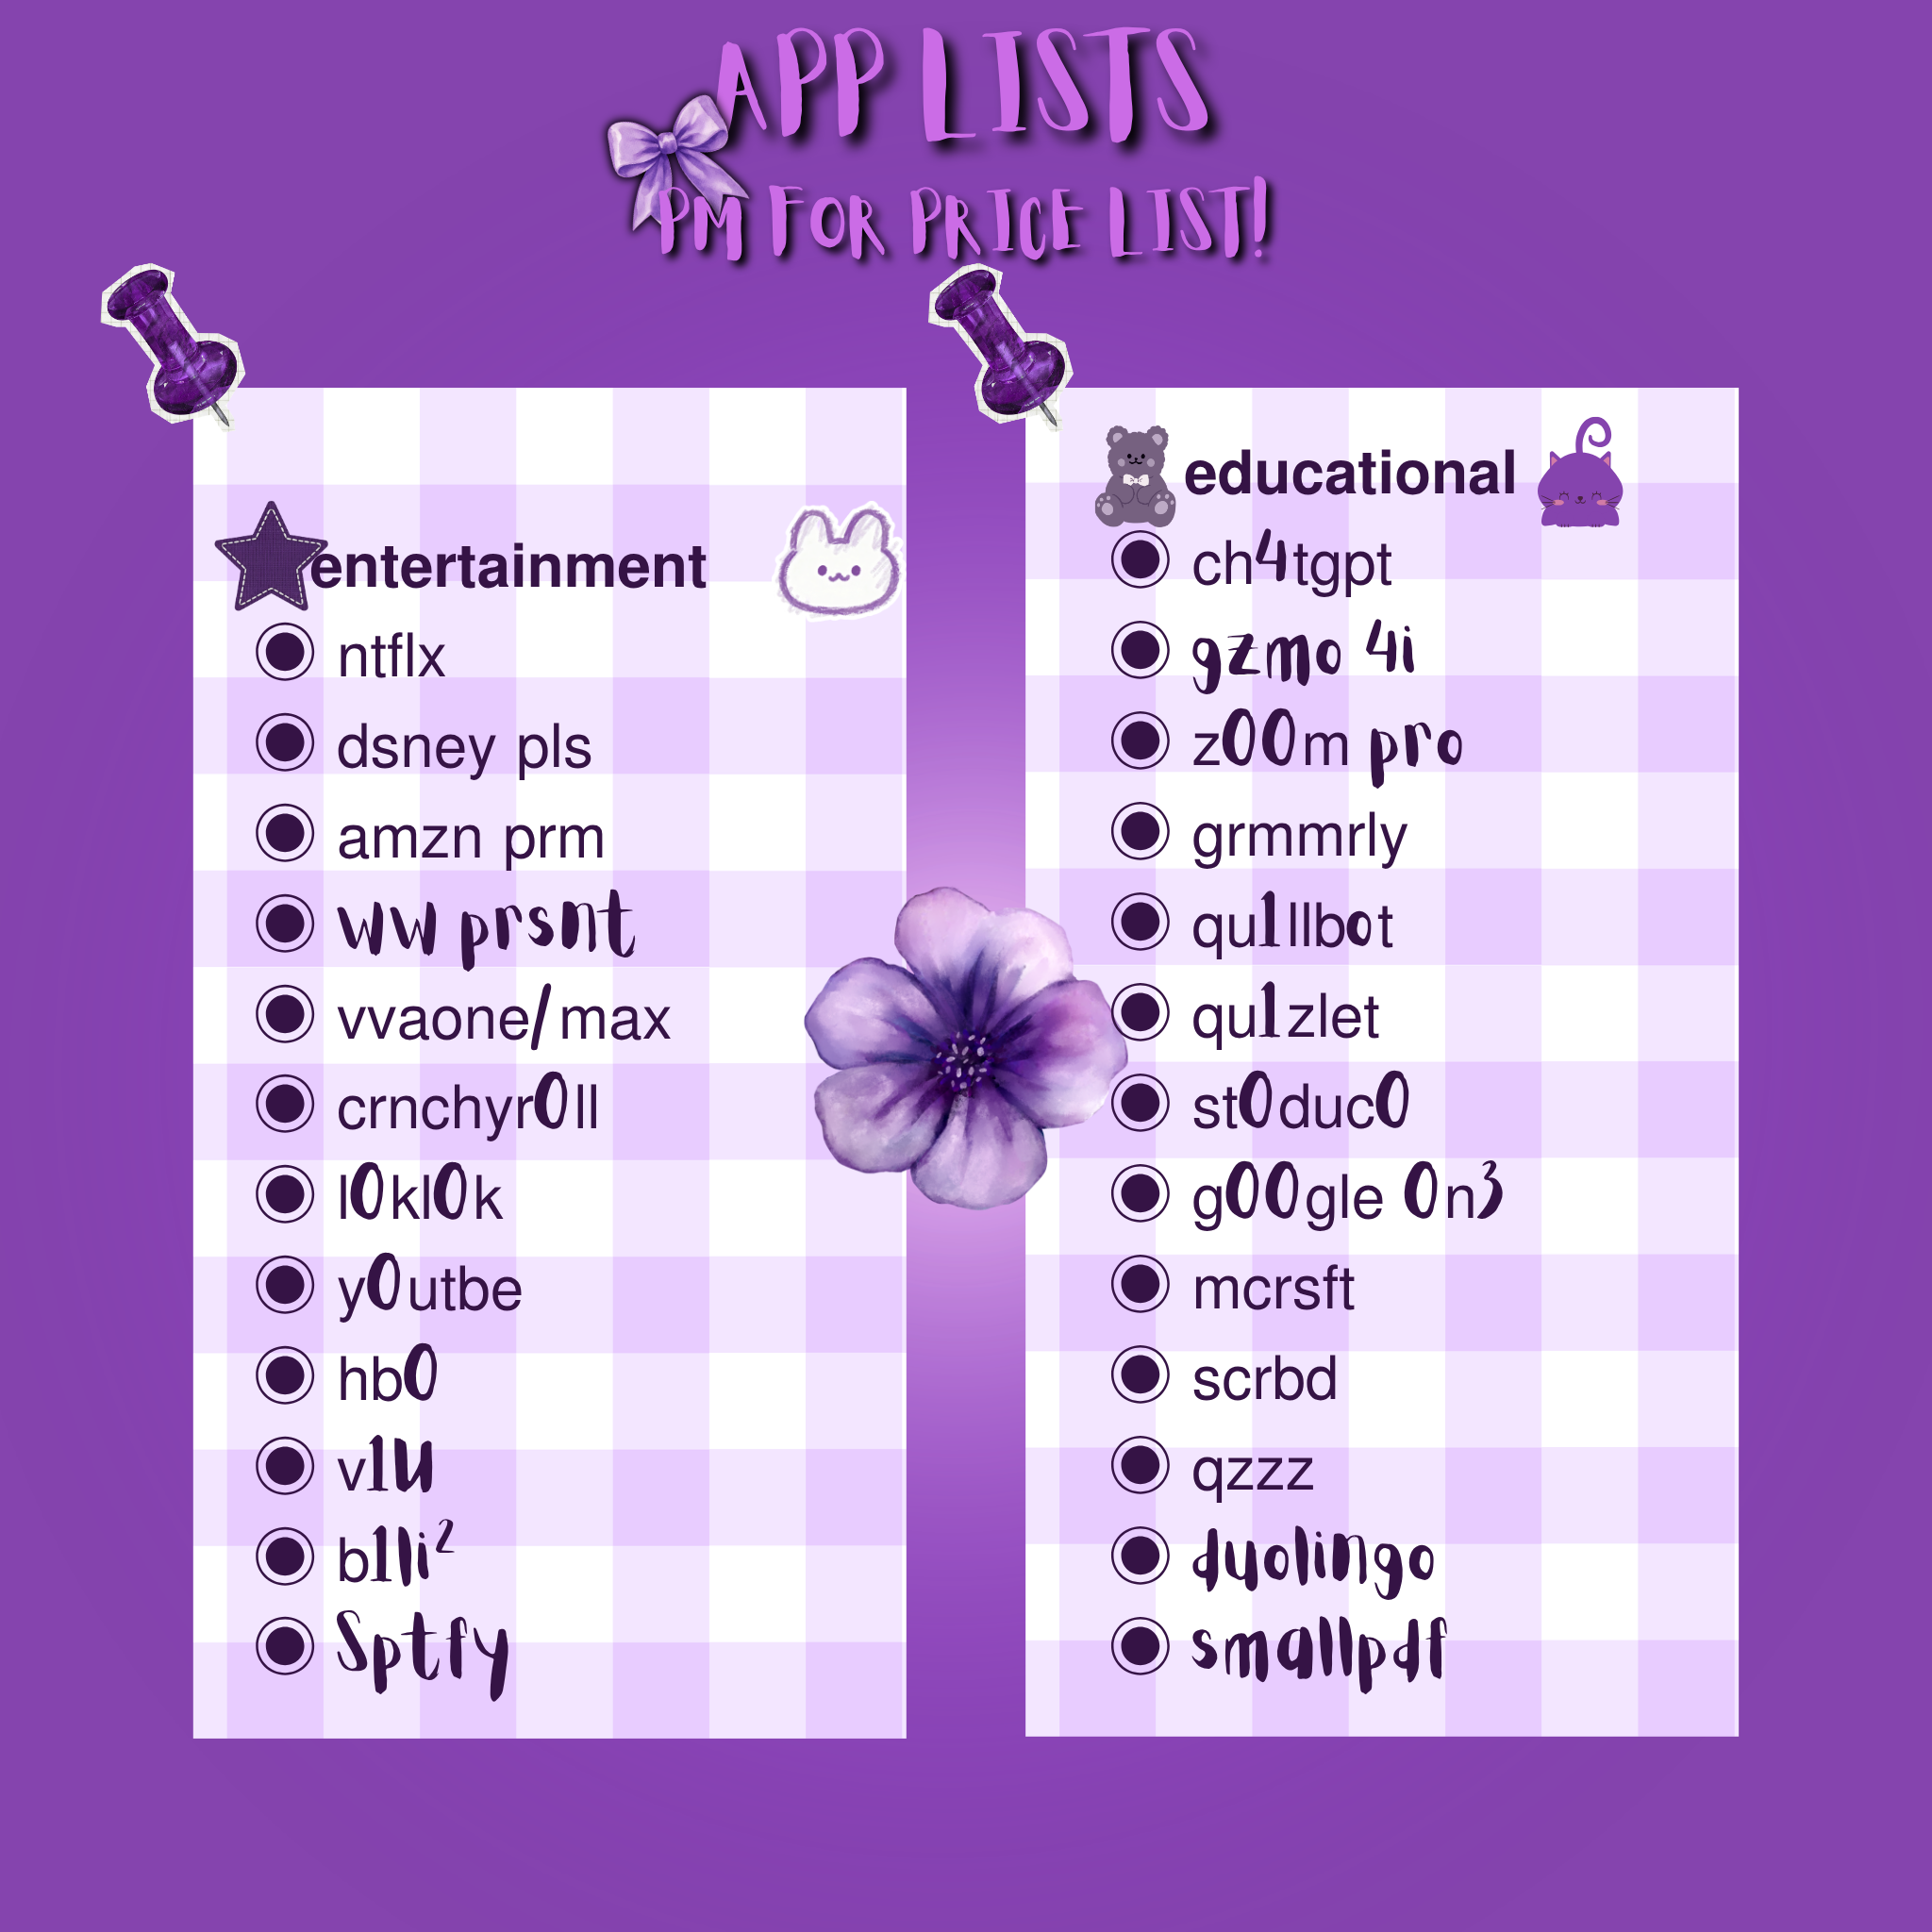 APP LISTS
PM FOR PRICE LIST!
entertainment
ntflx
dsney pls
amzn prm
ww prsnt
vvaone/max
crnchyr0ll
l0kl0k
y0utbe
hb0
v1u
b1li²
Sptfy
educational
ch4tgpt
gzmo 4i
z00m pro
grmmrly
qu1llbot
qu1zlet
st0duc0
g00gle 0n3
mcrsft
scrbd
qzzz
duolingo
smallpdf